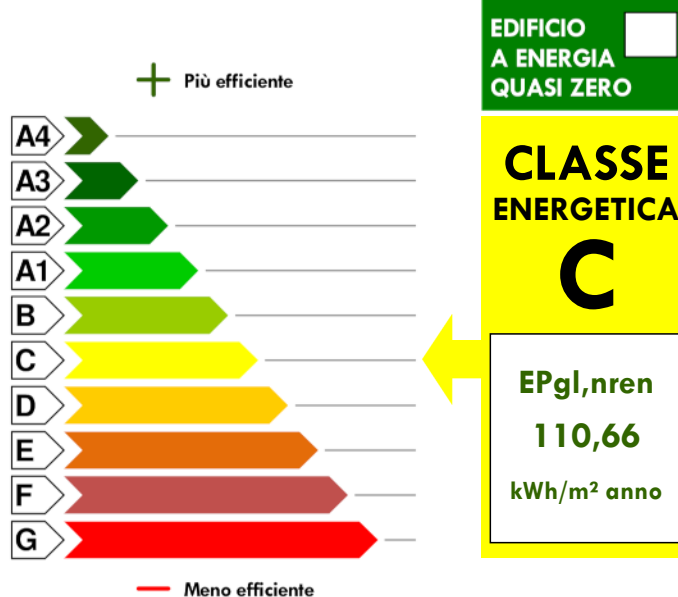 Più efficiente
A4
A3
A2
A1
B
C
D
E
F
G
Meno efficiente
EDIFICIO
A ENERGIA
QUASI ZERO
CLASSE
ENERGETICA
C
EPgl,nren
110,66
kWh/m² anno